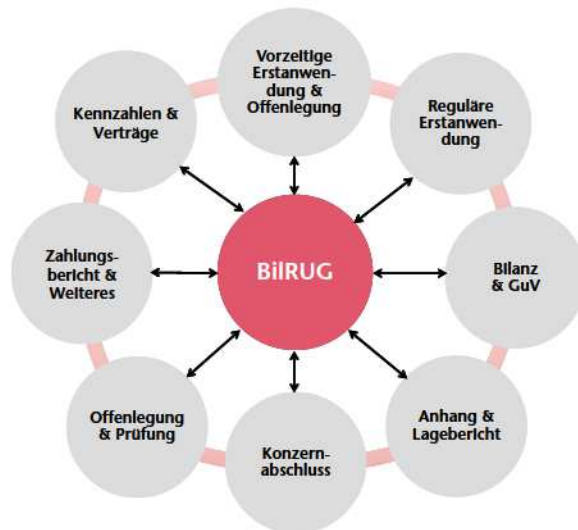 Vorzeitige
Erstanwen-
dung &
Offenlegung
Reguläre
Erstanwen-
dung
Bilanz
& GuV
Anhang &
Lagebericht
Konzern-
abschluss
Offenlegung
& Prüfung
Zahlungs-
bericht &
Weiteres
Kennzahlen &
Verträge
BilRUG